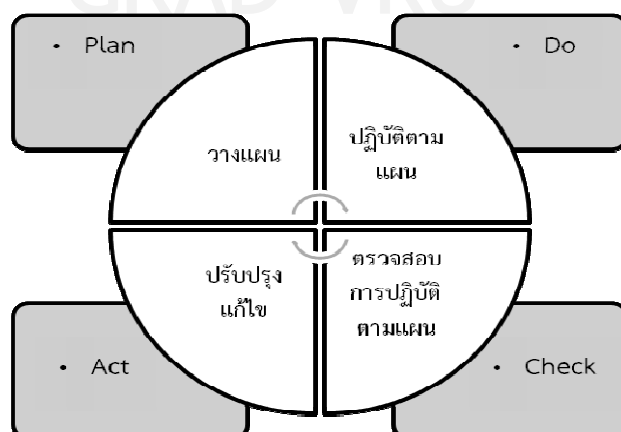 GRAD VRU
• Plan
• Do
วางแผน
ปฏิบัติตาม
แผน
ปรับปรุง
แก้ไข
ตรวจสอบ
การปฏิบัติ
ตามแผน
• Act
• Check